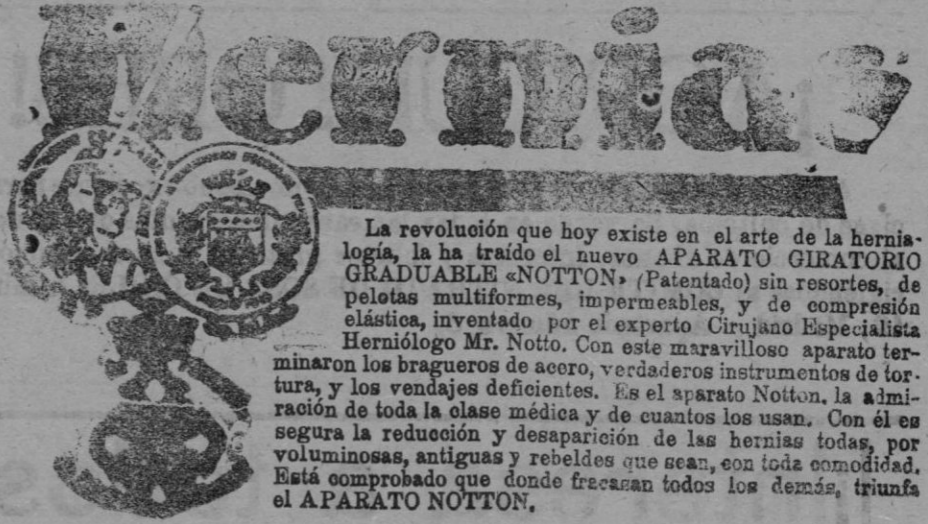 Hernias
La revolución que hoy existe en el arte de la hernia-
logía, la ha traído el nuevo APARATO GIRATORIO
GRADUABLE «NOTTON» (Patentado) sin resortes, de
pelotas multiformes, impermeables, y de compresión
elástica, inventado por el experto Cirujano Especialista
Herniólogo Mr. Notto. Con este maravilloso aparato ter-
minaron los bragueros de acero, verdaderos instrumentos de tor-
tura, y los vendajes deficientes. Es el aparato Notton, la admi-
ración de toda la clase médica y de cuantos los usan. Con él es
segura la reducción y desaparición de las hernias todas, por
voluminosas, antiguas y rebeldes que sean, con toda comodidad.
Está comprobado que donde fracasan todos los demás, triunfa
el APARATO NOTTON.